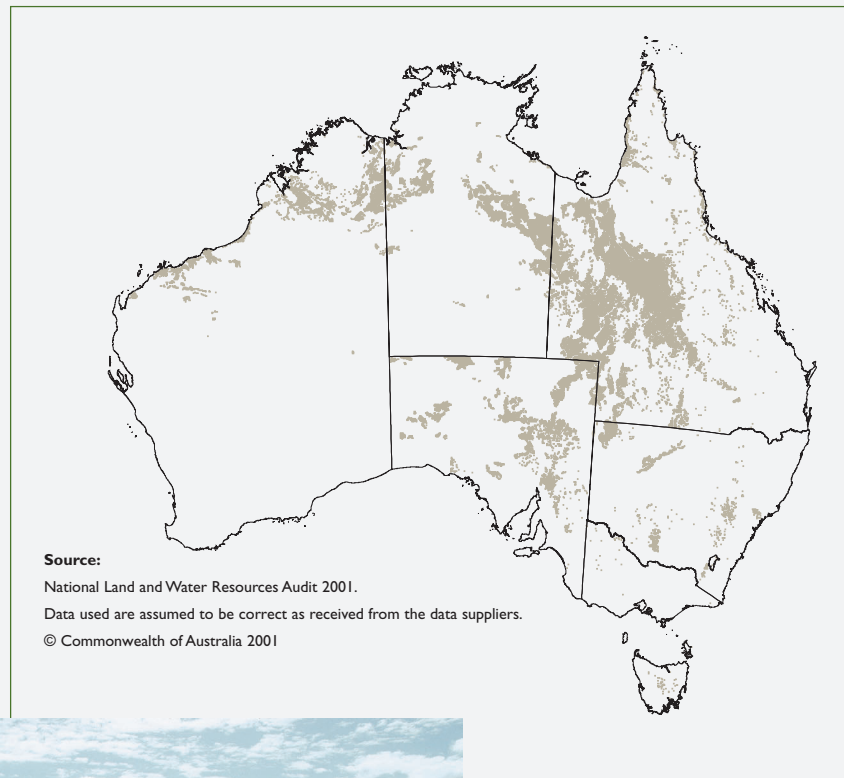 Source:
National Land and Water Resources Audit 2001.
Data used are assumed to be correct as received from the data suppliers.
© Commonwealth of Australia 2001